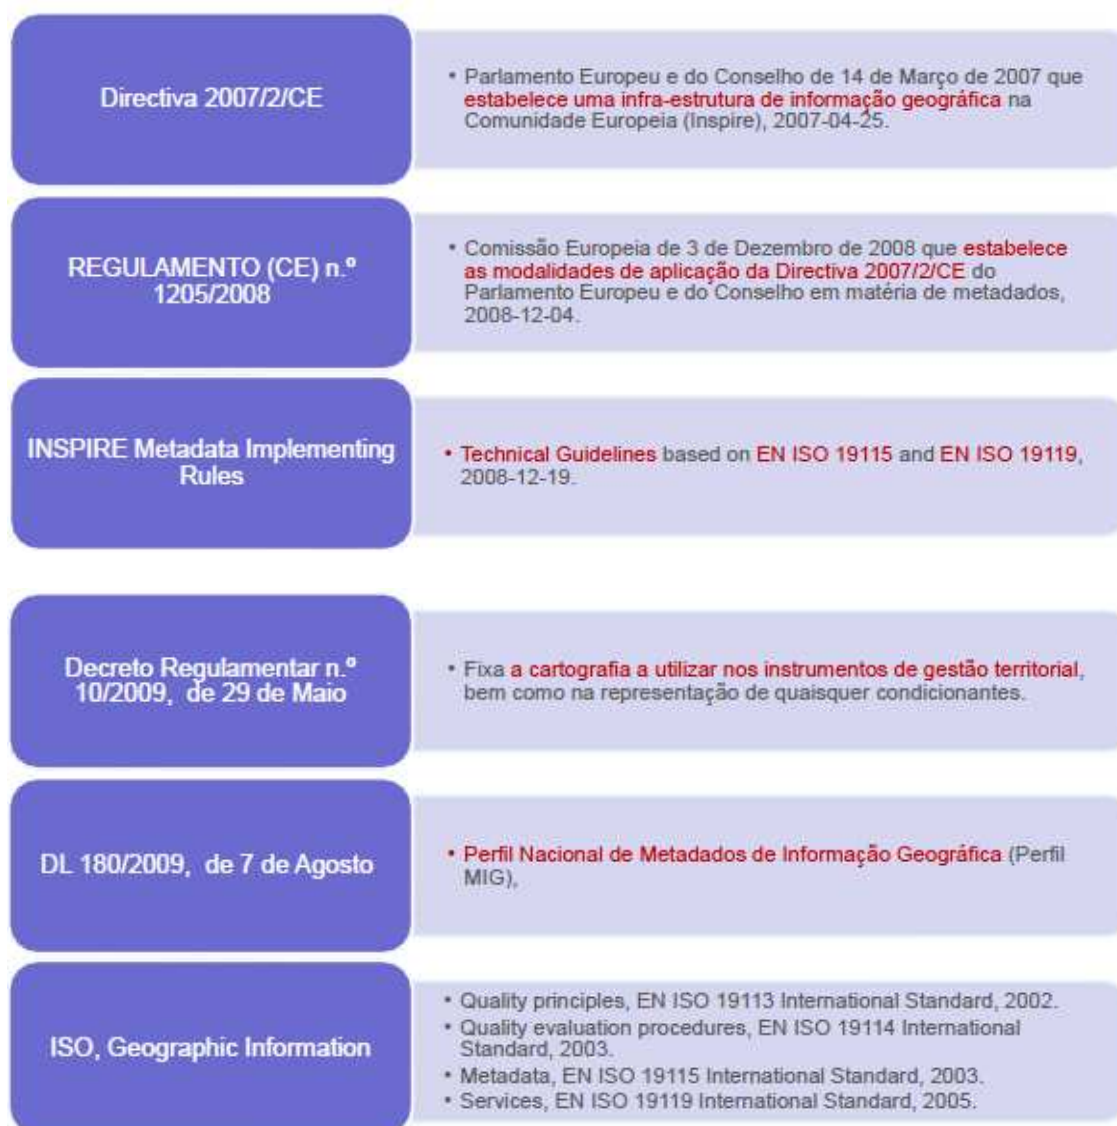 Directiva 2007/2/CE
• Parlamento Europeu e do Conselho de 14 de Março de 2007 que
estabelece uma infra-estrutura de informação geográfica na
Comunidade Europeia (Inspire), 2007-04-25.
REGULAMENTO (CE) n.º
1205/2008
• Comissão Europeia de 3 de Dezembro de 2008 que estabelece
as modalidades de aplicação da Directiva 2007/2/CE do
Parlamento Europeu e do Conselho em matéria de metadados,
2008-12-04.
INSPIRE Metadata Implementing
Rules
• Technical Guidelines based on EN ISO 19115 and EN ISO 19119,
2008-12-19.
Decreto Regulamentar n.º
10/2009, de 29 de Maio
• Fixa a cartografia a utilizar nos instrumentos de gestão territorial,
bem como na representação de quaisquer condicionantes.
DL 180/2009, de 7 de Agosto
• Perfil Nacional de Metadados de Informação Geográfica (Perfil
MIG),
ISO, Geographic Information
• Quality principles, EN ISO 19113 International Standard, 2002.
• Quality evaluation procedures, EN ISO 19114 International
Standard, 2003.
• Metadata, EN ISO 19115 International Standard, 2003.
• Services, EN ISO 19119 International Standard, 2005.